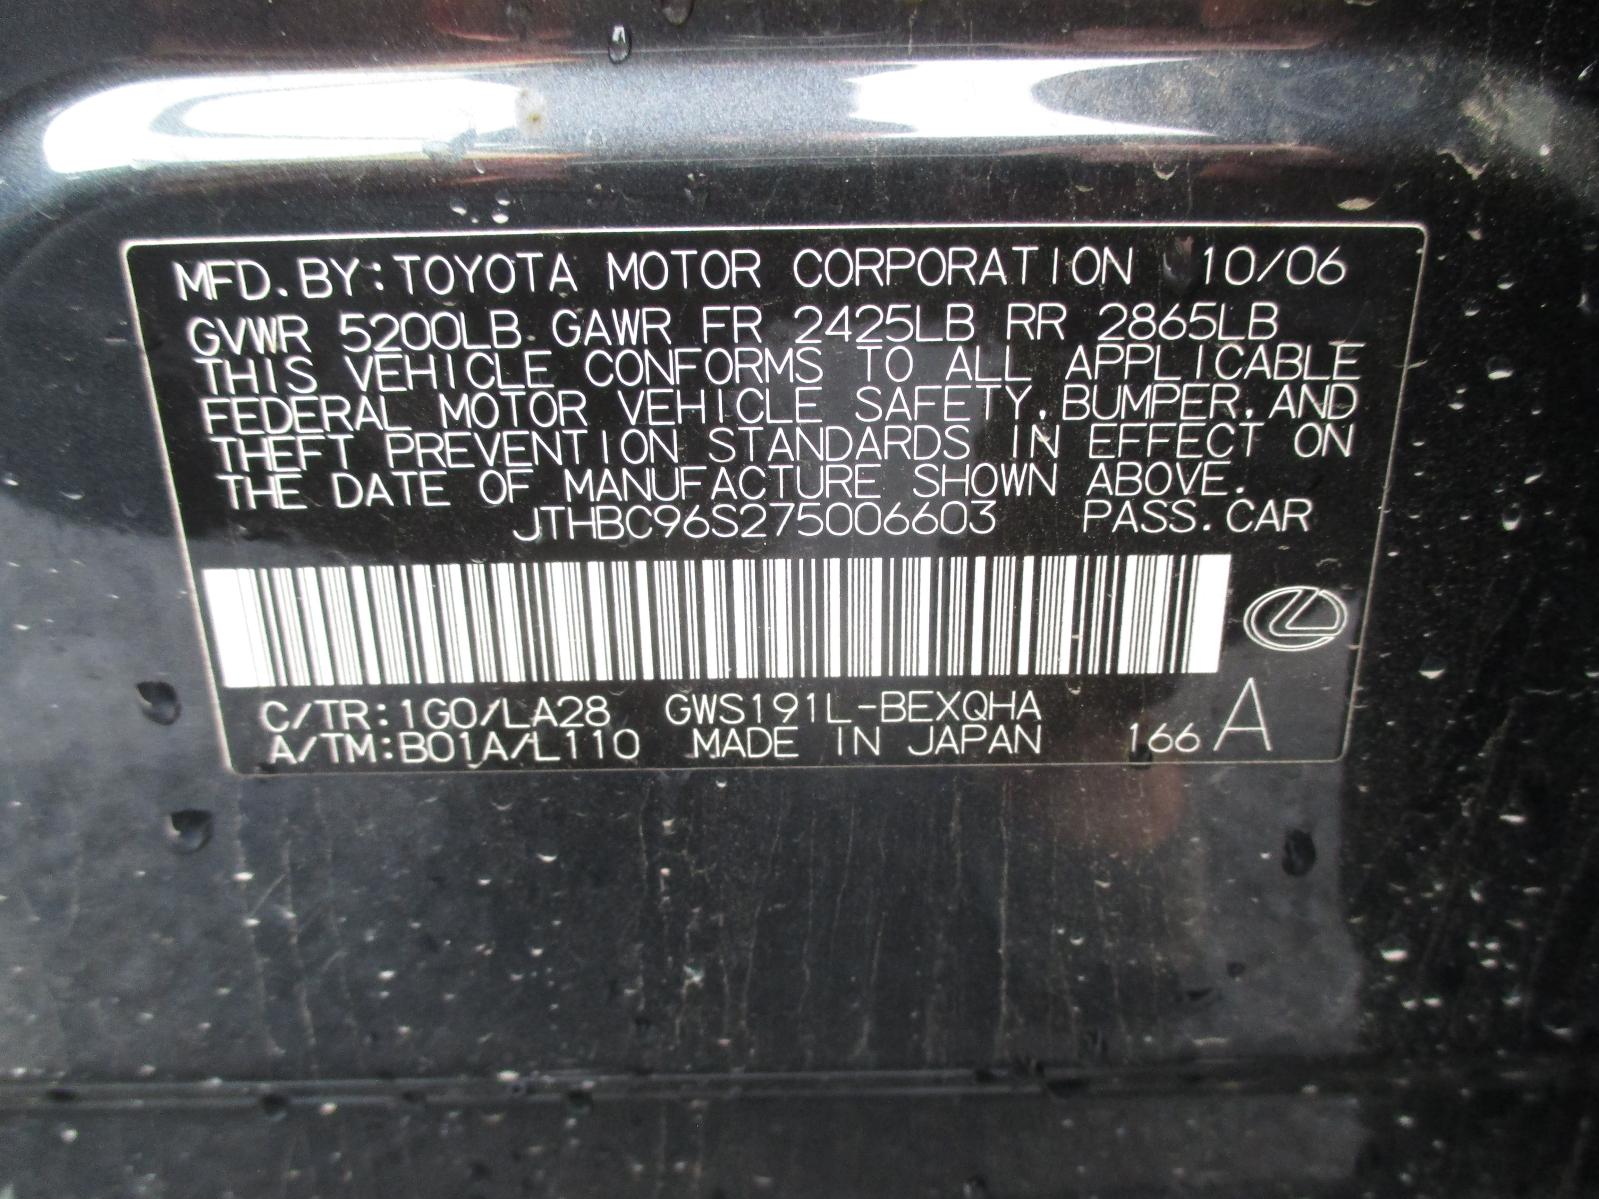 MFD. BY: TOYOTA MOTOR CORPORATION 10/06
GVWR 5200LB GAWR FR 2425LB RR 2865LB
THIS VEHICLE CONFORMS TO ALL APPLICABLE
FEDERAL MOTOR VEHICLE SAFETY, BUMPER, AND
THEFT PREVENTION STANDARDS IN EFFECT ON
THE DATE OF MANUFACTURE SHOWN ABOVE.
JTHBC96S275006603 PASS. CAR
C/TR: 1G0/LA28 GWS191L-BEXQHA
A/TM: B01A/L110 MADE IN JAPAN 166 A